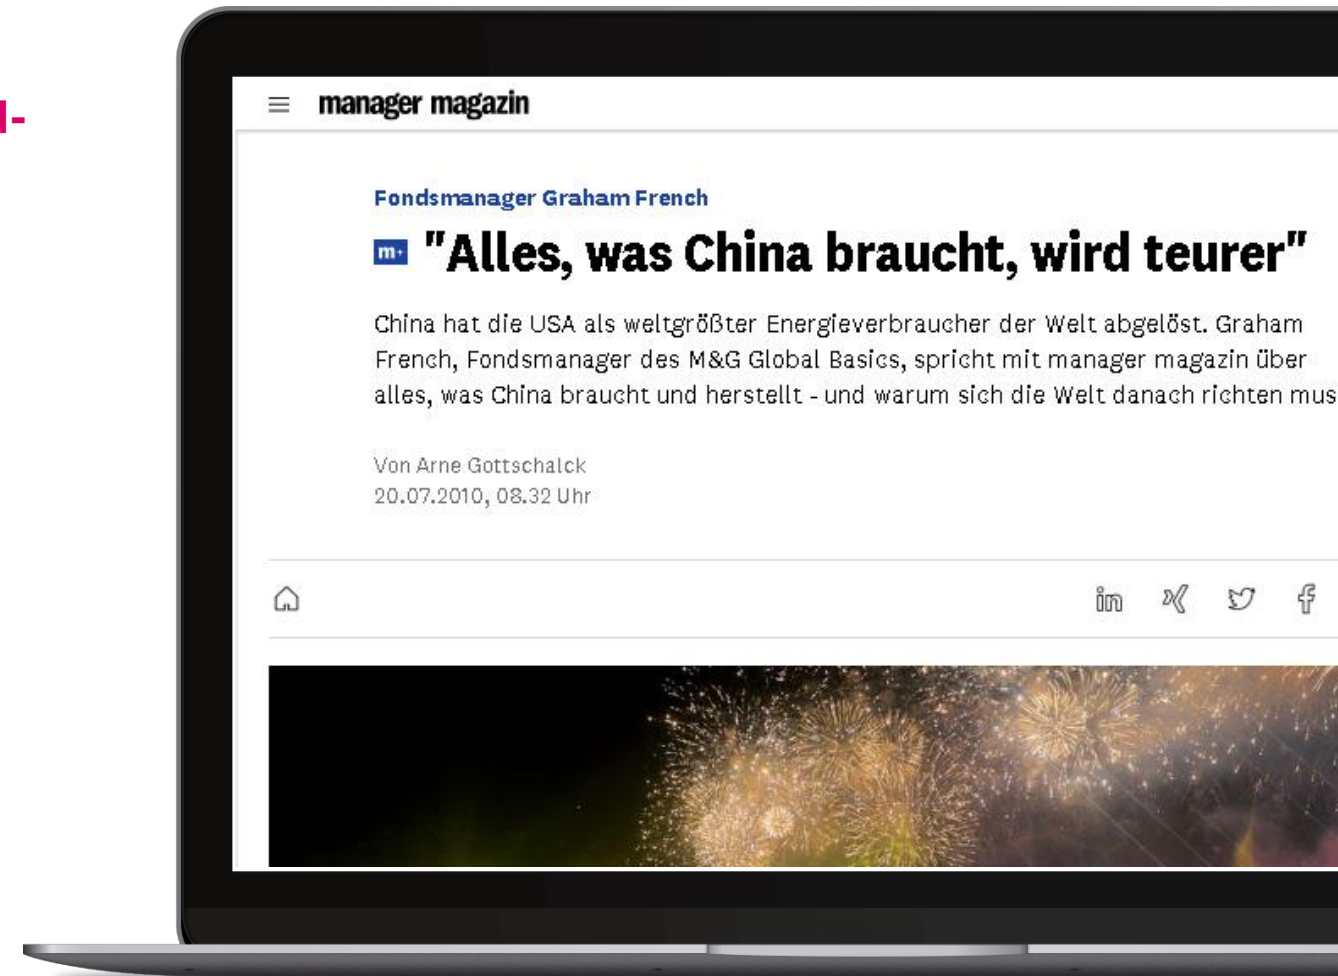 manager magazin
Fondsmanager Graham French
m+ "Alles, was China braucht, wird teurer"
China hat die USA als weltgrößter Energieverbraucher der Welt abgelöst. Graham
French, Fondsmanager des M&G Global Basics, spricht mit manager magazin über
alles, was China braucht und herstellt - und warum sich die Welt danach richten mus
Von Arne Gottschalck
20.07.2010, 08.32 Uhr
in